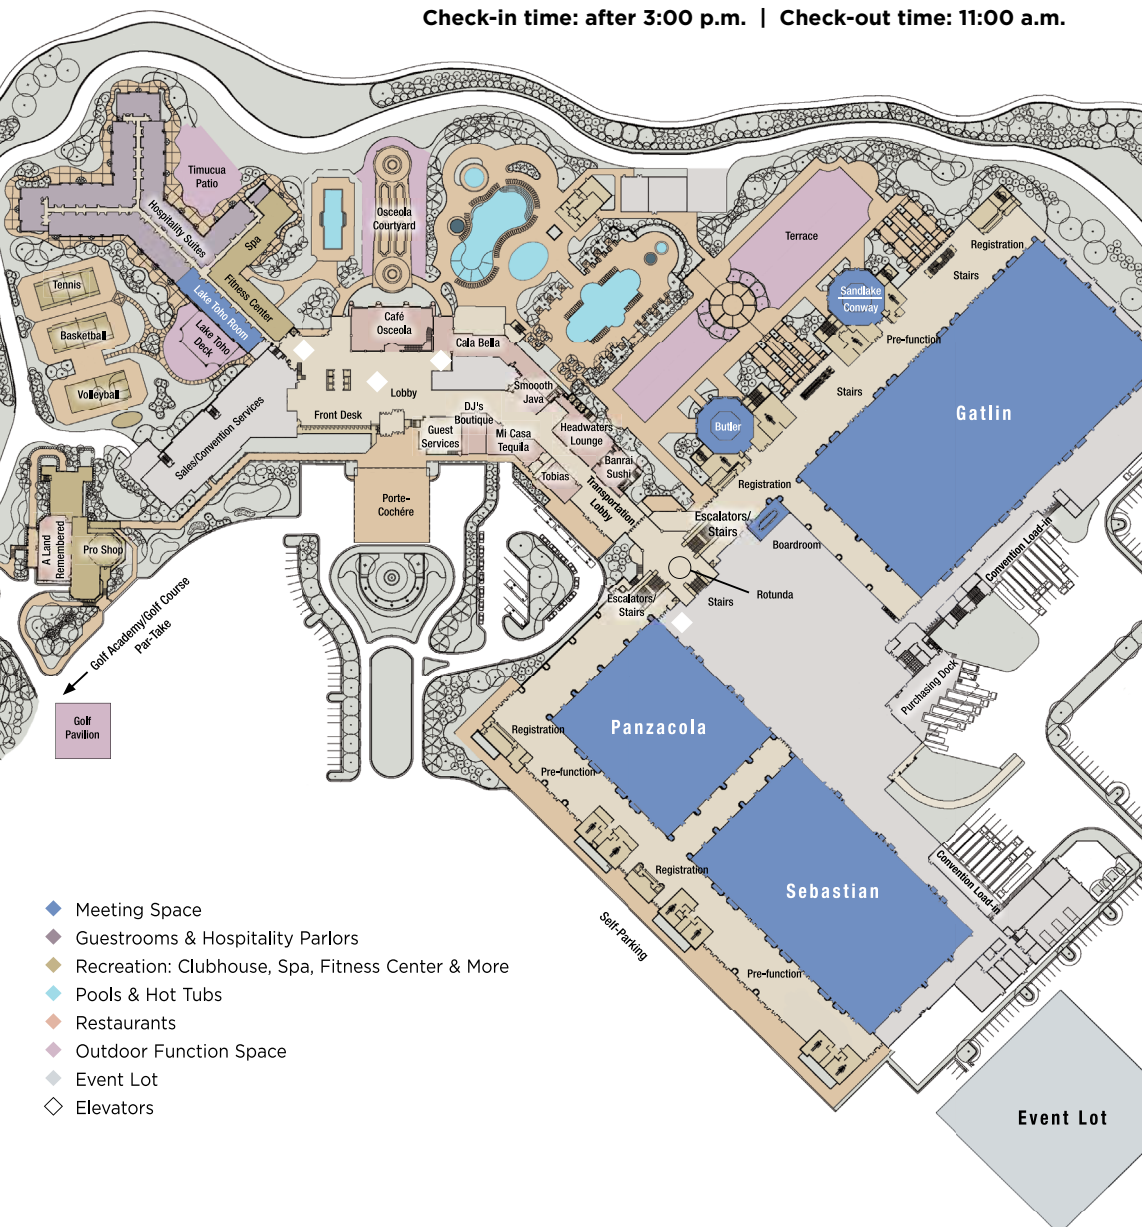 Check-in time: after 3:00 p.m. | Check-out time: 11:00 a.m.
Timucua
Patio
Osceola
Courtyard
Hospitality Suites
Spa
Fitness Center
Terrace
Registration
Stairs
Sandlake
Conway
Pre-function
Tennis
Lake Toho Room
Lake Toho
Deck
Basketball
Volleyball
Café
Osceola
Cala Bella
Smoooth
Java
Lobby
Front Desk
DJ's
Boutique
Guest
Services
Mi Casa
Tequila
Headwaters
Lounge
Banrai
Sushi
Tobias
Transportation
Lobby
Stairs
Butler
Gatlin
Sales/Convention Services
Porte-
Cochére
Registration
Escalators/
Stairs
Boardroom
Convention Load-in
A Land
Remembered
Pro Shop
Rotunda
Escalators/
Stairs
Stairs
Golf Academy/Golf Course
Par-Take
Purchasing Dock
Golf
Pavilion
Registration
Panzacola
Pre-function
Registration
Sebastian
Convention Load-in
Self-Parking
Pre-function
Meeting Space
Guestrooms & Hospitality Parlors
Recreation: Clubhouse, Spa, Fitness Center & More
Pools & Hot Tubs
Restaurants
Outdoor Function Space
Event Lot
Elevators
Event Lot